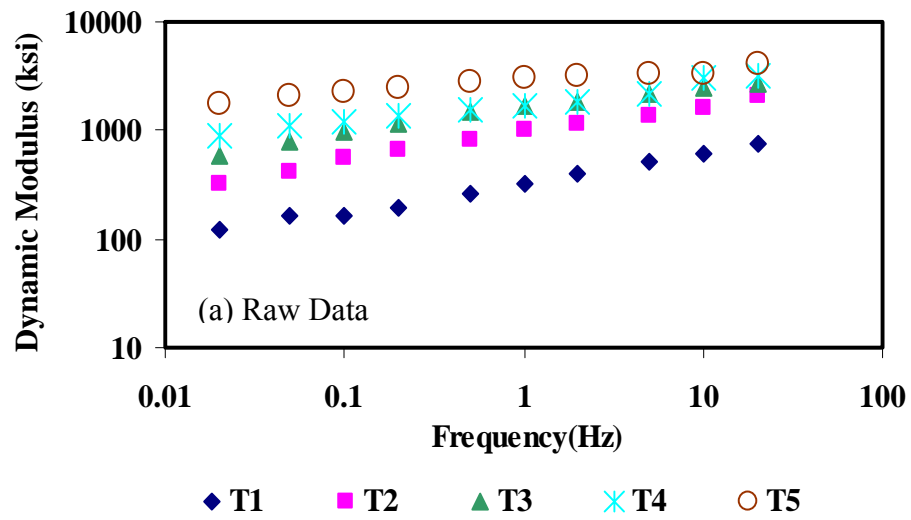 10000
1000
100
10
Dynamic Modulus (ksi)
(a) Raw Data
0.01 0.1 1 10 100
Frequency(Hz)
T1 T2 T3 T4 T5